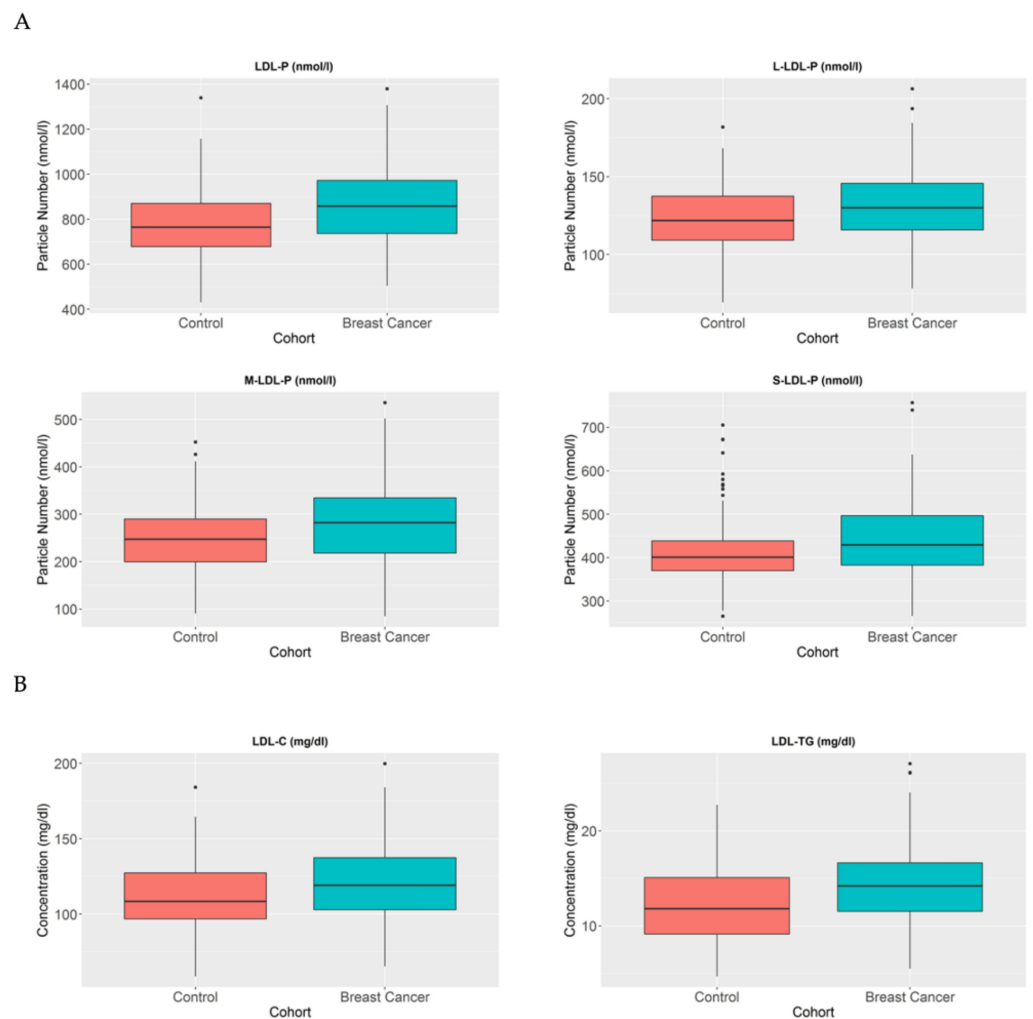 A
LDL-P (nmol/l)
Particle Number (nmol/l)
1400
1200
1000
800
600
400
Control
Breast Cancer
Cohort
L-LDL-P (nmol/l)
Particle Number (nmol/l)
200
150
100
Control
Breast Cancer
Cohort
M-LDL-P (nmol/l)
Particle Number (nmol/l)
500
400
300
200
100
Control
Breast Cancer
Cohort
S-LDL-P (nmol/l)
Particle Number (nmol/l)
700
600
500
400
300
Control
Breast Cancer
Cohort
B
LDL-C (mg/dl)
Concentration (mg/dl)
200
150
100
Control
Breast Cancer
Cohort
LDL-TG (mg/dl)
Concentration (mg/dl)
20
10
Control
Breast Cancer
Cohort